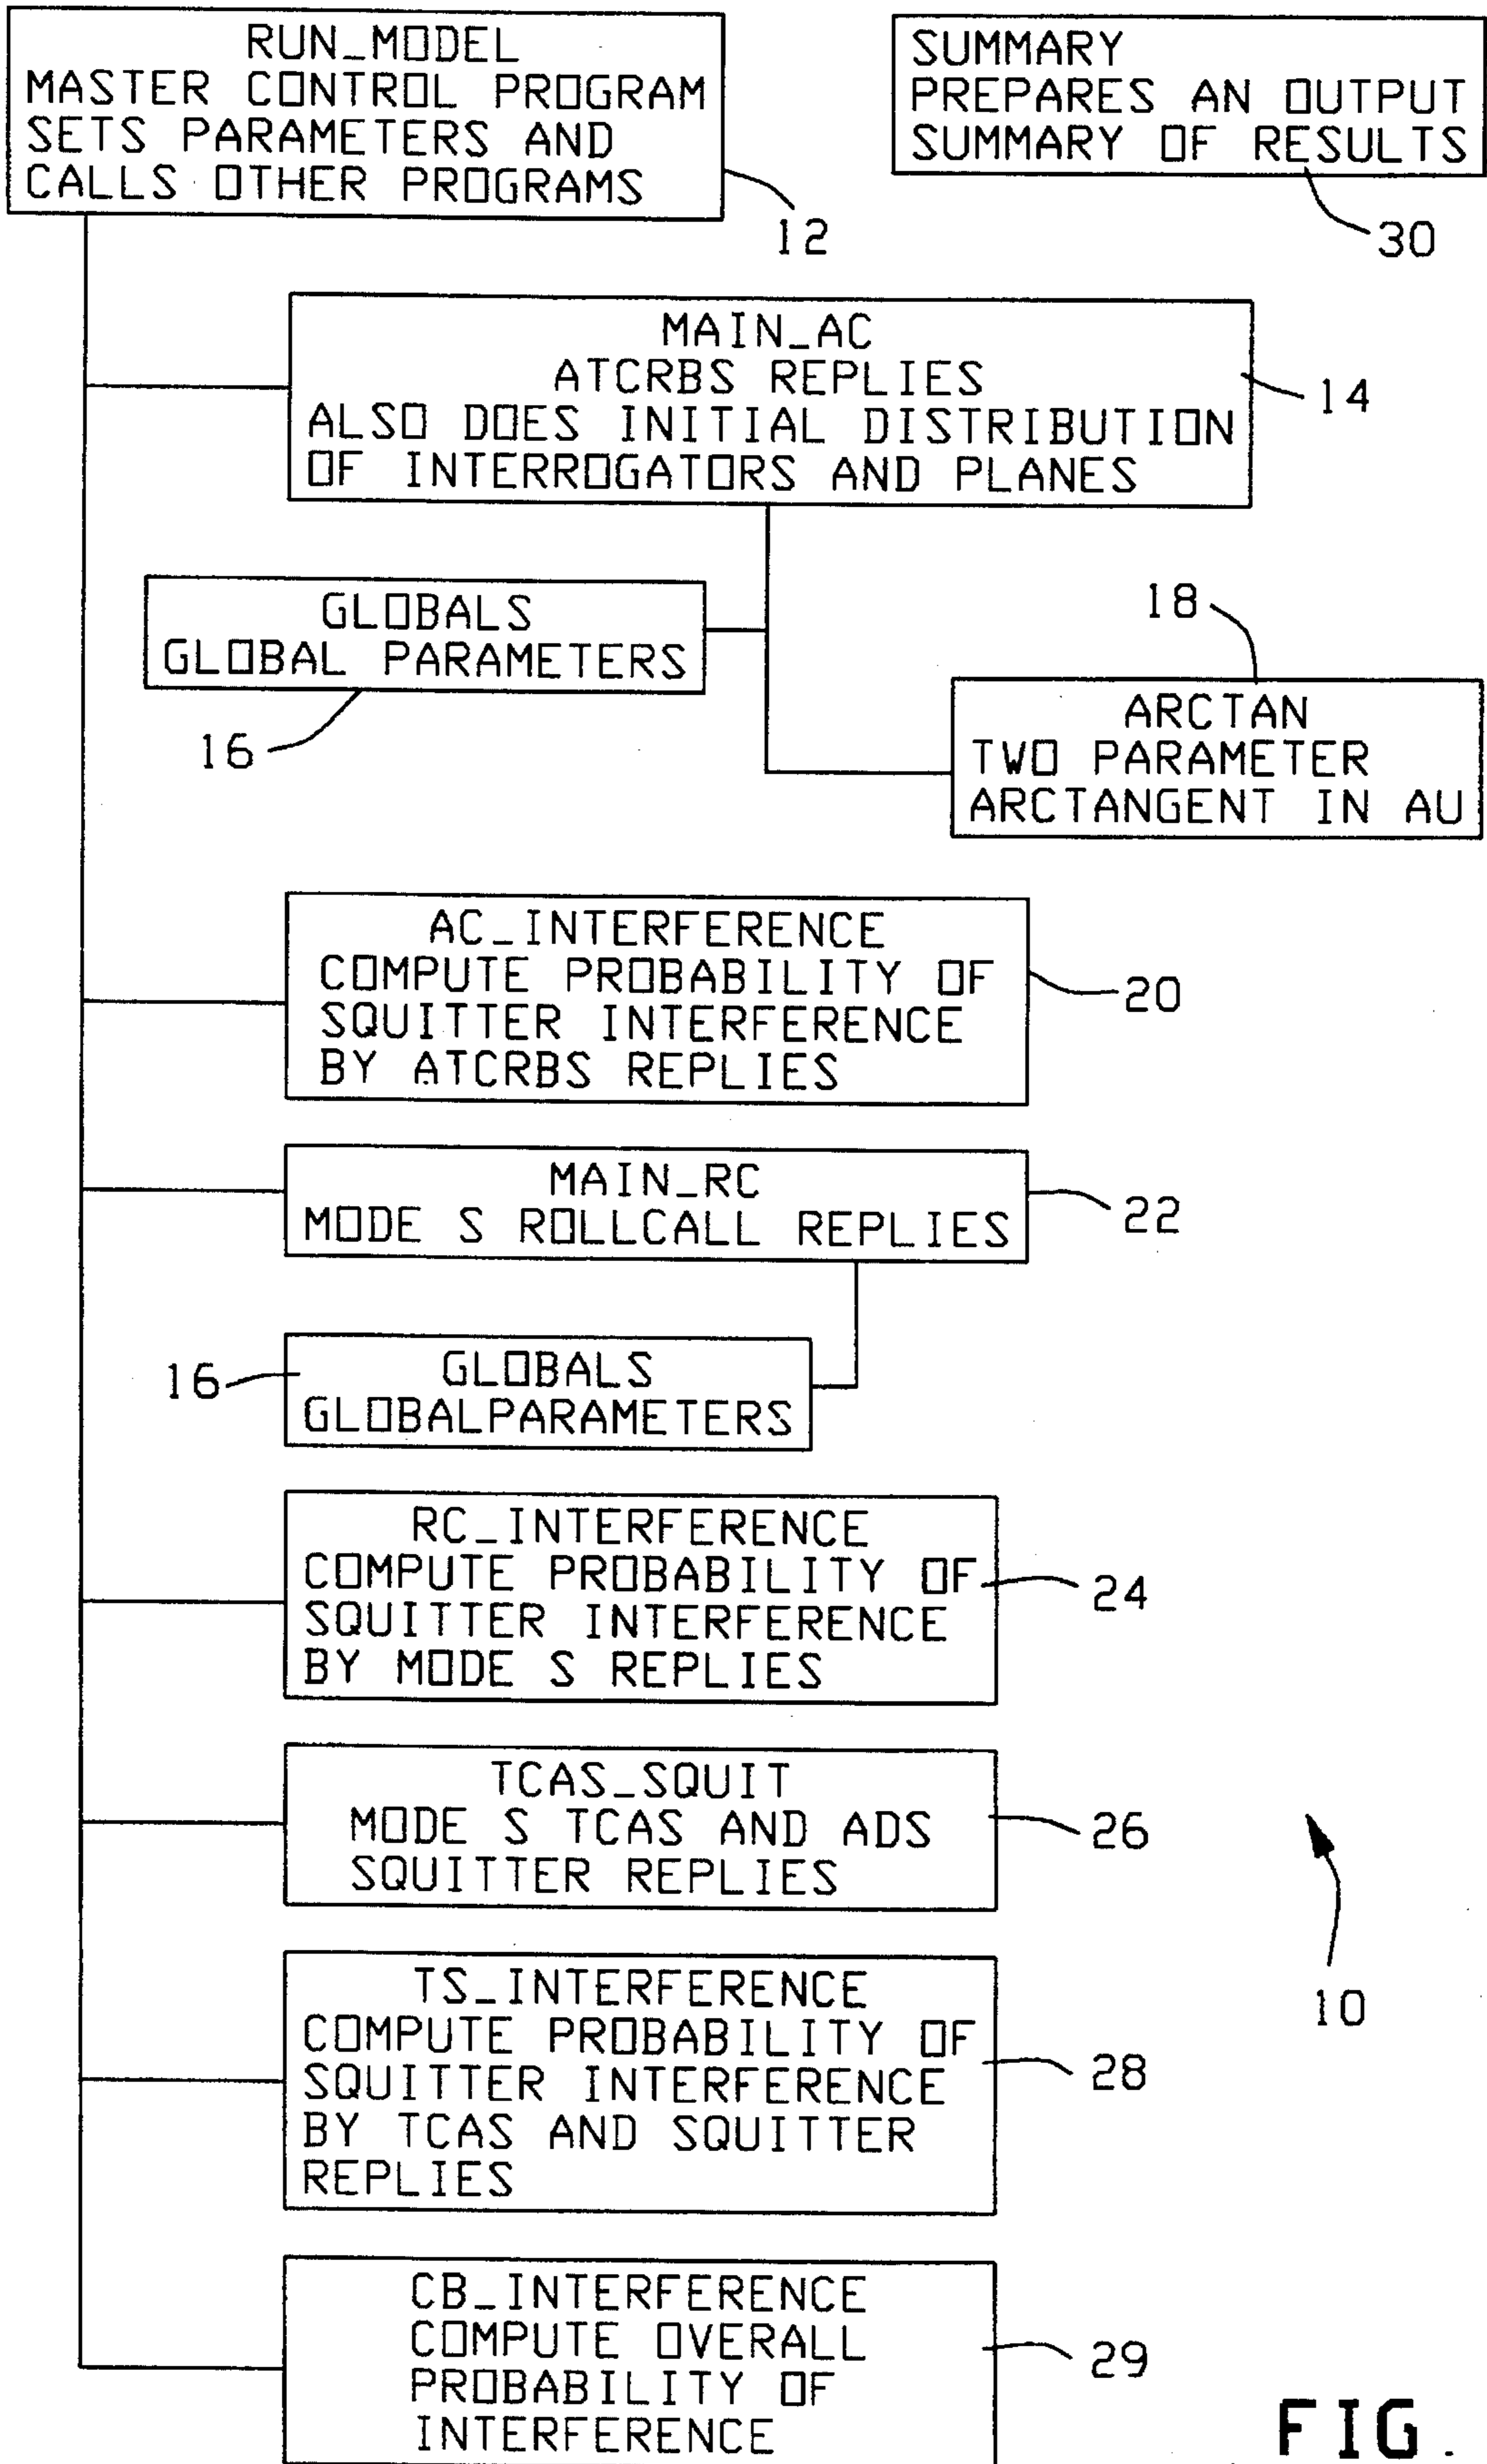 RUN_MODEL
MASTER CONTROL PROGRAM
SETS PARAMETERS AND
CALLS OTHER PROGRAMS
12
SUMMARY
PREPARES AN OUTPUT
SUMMARY OF RESULTS
30
MAIN_AC
ATCRBS REPLIES
ALSO DOES INITIAL DISTRIBUTION
OF INTERROGATORS AND PLANES
14
GLOBALS
GLOBAL PARAMETERS
16
18
ARCTAN
TWO PARAMETER
ARCTANGENT IN AU
AC_INTERFERENCE
COMPUTE PROBABILITY OF
SQUITTER INTERFERENCE
BY ATCRBS REPLIES
20
MAIN_RC
MODE S ROLLCALL REPLIES
22
16
GLOBALS
GLOBALPARAMETERS
RC_INTERFERENCE
COMPUTE PROBABILITY OF
SQUITTER INTERFERENCE
BY MODE S REPLIES
24
TCAS_SQUIT
MODE S TCAS AND ADS
SQUITTER REPLIES
26
10
TS_INTERFERENCE
COMPUTE PROBABILITY OF
SQUITTER INTERFERENCE
BY TCAS AND SQUITTER
REPLIES
28
CB_INTERFERENCE
COMPUTE OVERALL
PROBABILITY OF
INTERFERENCE
29
FIG.